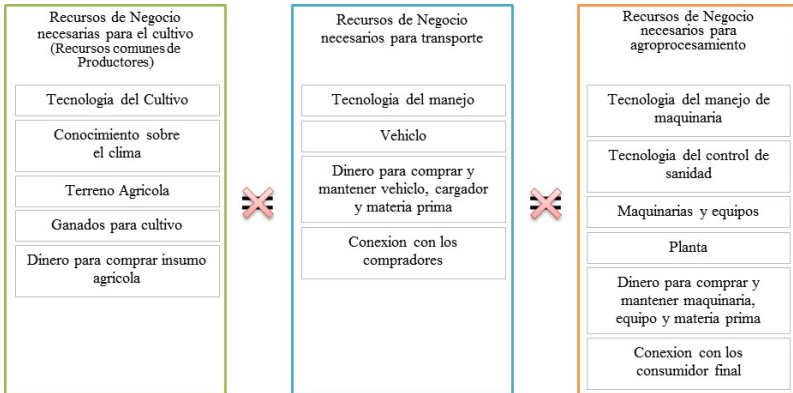 Recursos de Negocio
necesarias para el cultivo
(Recursos comunes de
Productores)
Tecnologia del Cultivo
Conocimiento sobre
el clima
Terreno Agricola
Ganados para cultivo
Dinero para comprar insumo
agricola
Recursos de Negocio
necesarios para transporte
Tecnologia del manejo
Vehiclo
Dinero para comprar y
mantener vehiclo, cargador
y materia prima
Conexion con los
compradores
Recursos de Negocio
necesarios para
agroprocesamiento
Tecnologia del manejo de
maquinaria
Tecnologia del control de
sanidad
Maquinarias y equipos
Planta
Dinero para comprar y
mantener maquinaria,
equipo y materia prima
Conexion con los
consumidor final